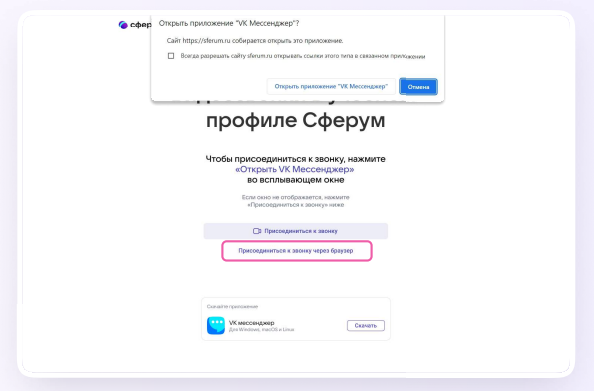 сфер
Открыть приложение "VK Мессенджер"?
Сайт https://sferum.ru собирается открыть это приложение.
Всегда разрешать сайту sferum.ru открывать ссылки этого типа в связанном приложении
Открыть приложение "VK Мессенджер"
Отмена
профиле Сферум
Чтобы присоединиться к звонку, нажмите
«Открыть VK Мессенджер»
во всплывающем окне
Если окно не отображается, нажмите
«Присоединиться к звонку» ниже
Присоединиться к звонку
Присоединиться к звонку через браузер
Скачайте приложение
VK мессенджер
Для Windows, macOS и Linux
Скачать